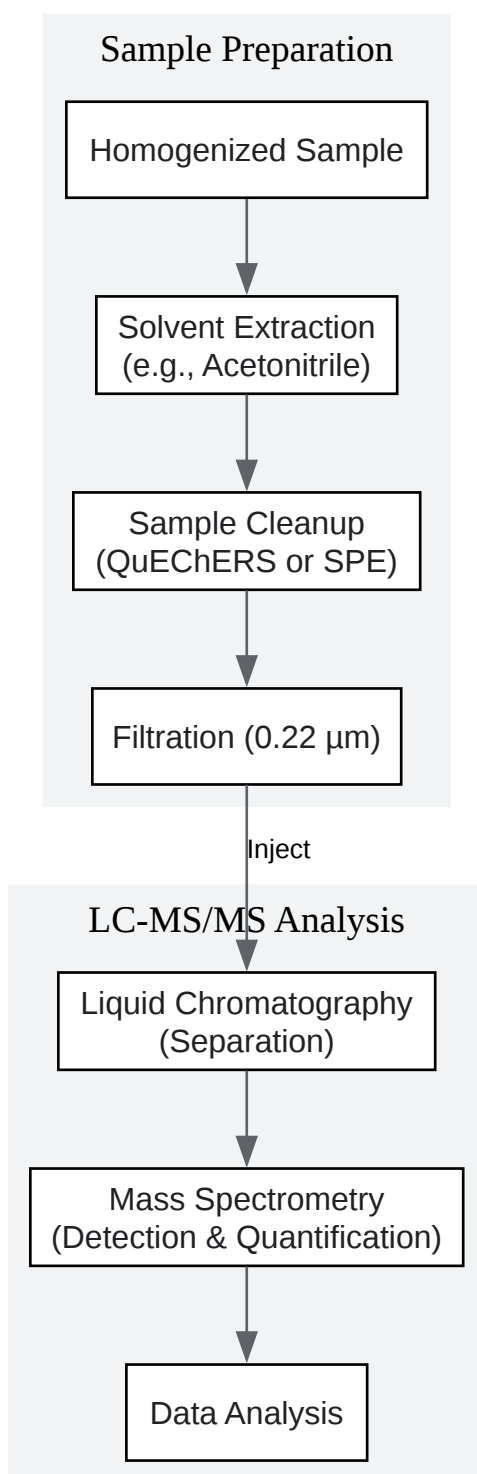 Sample Preparation
Homogenized Sample
Solvent Extraction
(e.g., Acetonitrile)
Sample Cleanup
(QuEChERS or SPE)
Filtration (0.22 µm)
Inject
LC-MS/MS Analysis
Liquid Chromatography
(Separation)
Mass Spectrometry
(Detection & Quantification)
Data Analysis